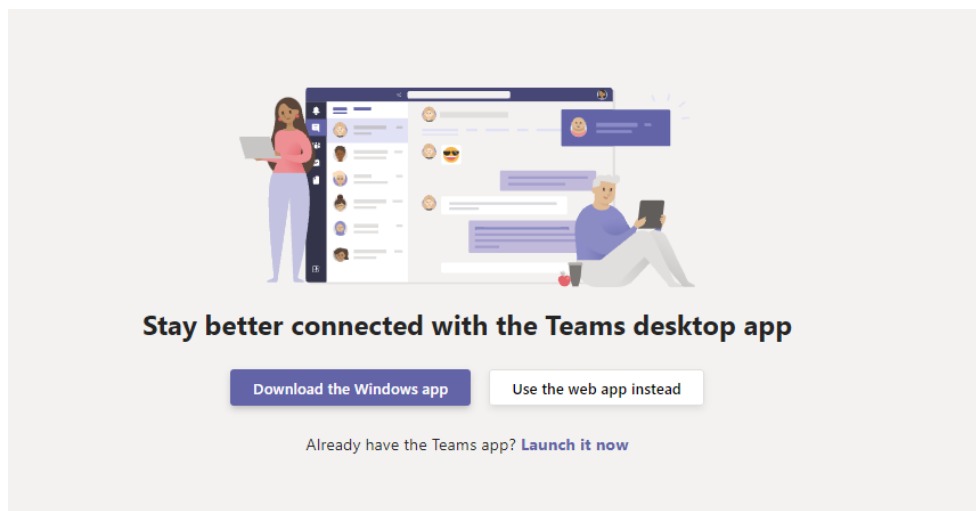 Stay better connected with the Teams desktop app
Download the Windows app
Use the web app instead
Already have the Teams app? Launch it now